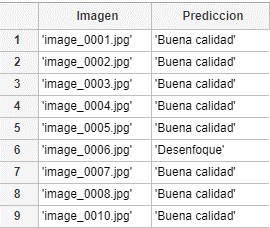 Imagen Prediccion
1 'image_0001.jpg' 'Buena calidad'
2 'image_0002.jpg' 'Buena calidad'
3 'image_0003.jpg' 'Buena calidad'
4 'image_0004.jpg' 'Buena calidad'
5 'image_0005.jpg' 'Buena calidad'
6 'image_0006.jpg' 'Desenfoque'
7 'image_0007.jpg' 'Buena calidad'
8 'image_0008.jpg' 'Buena calidad'
9 'image_0010.jpg' 'Buena calidad'